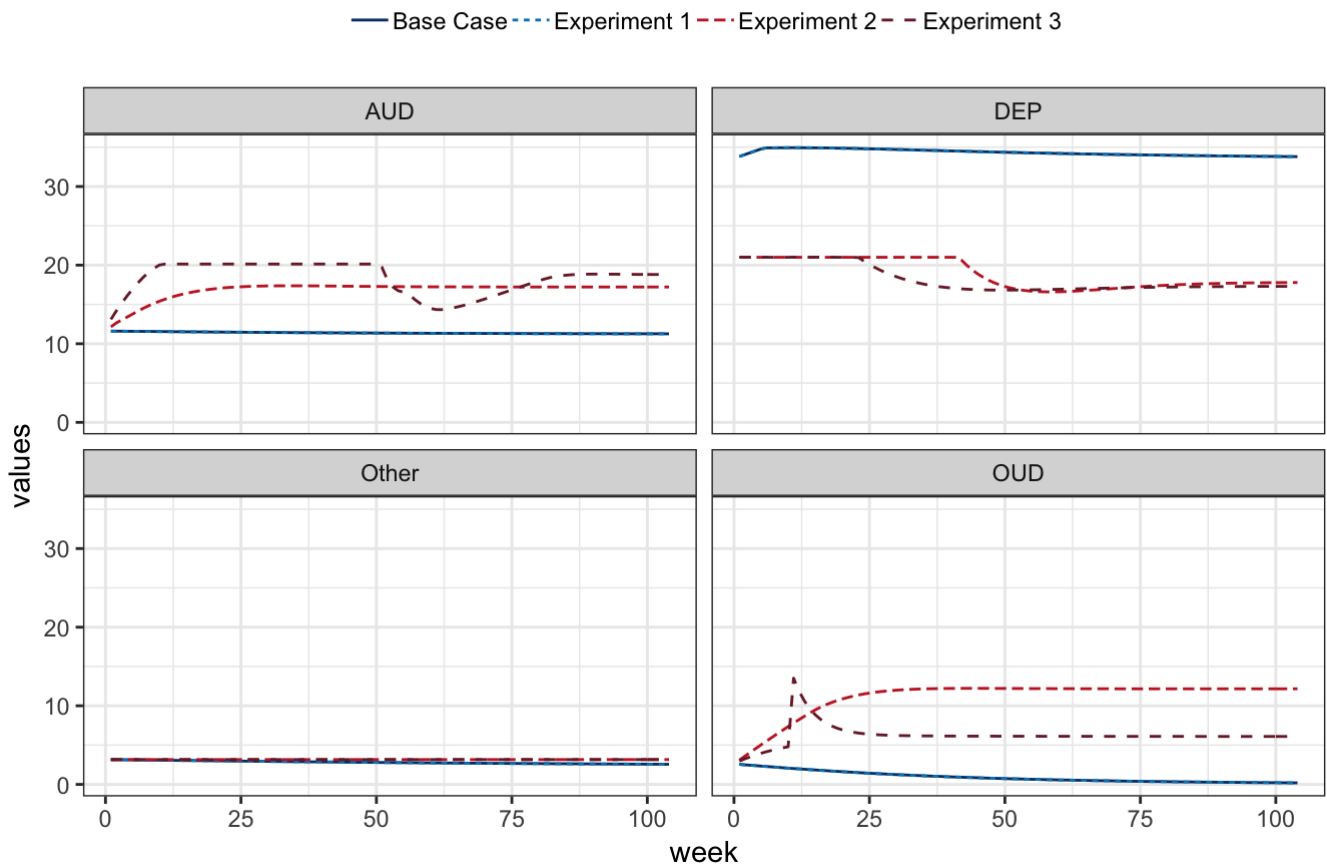 Base Case Experiment 1 Experiment 2 Experiment 3
AUD DEP
30
20
10
0
Other OUD
30
20
10
0
values
0 25 50 75 100 0 25 50 75 100
week